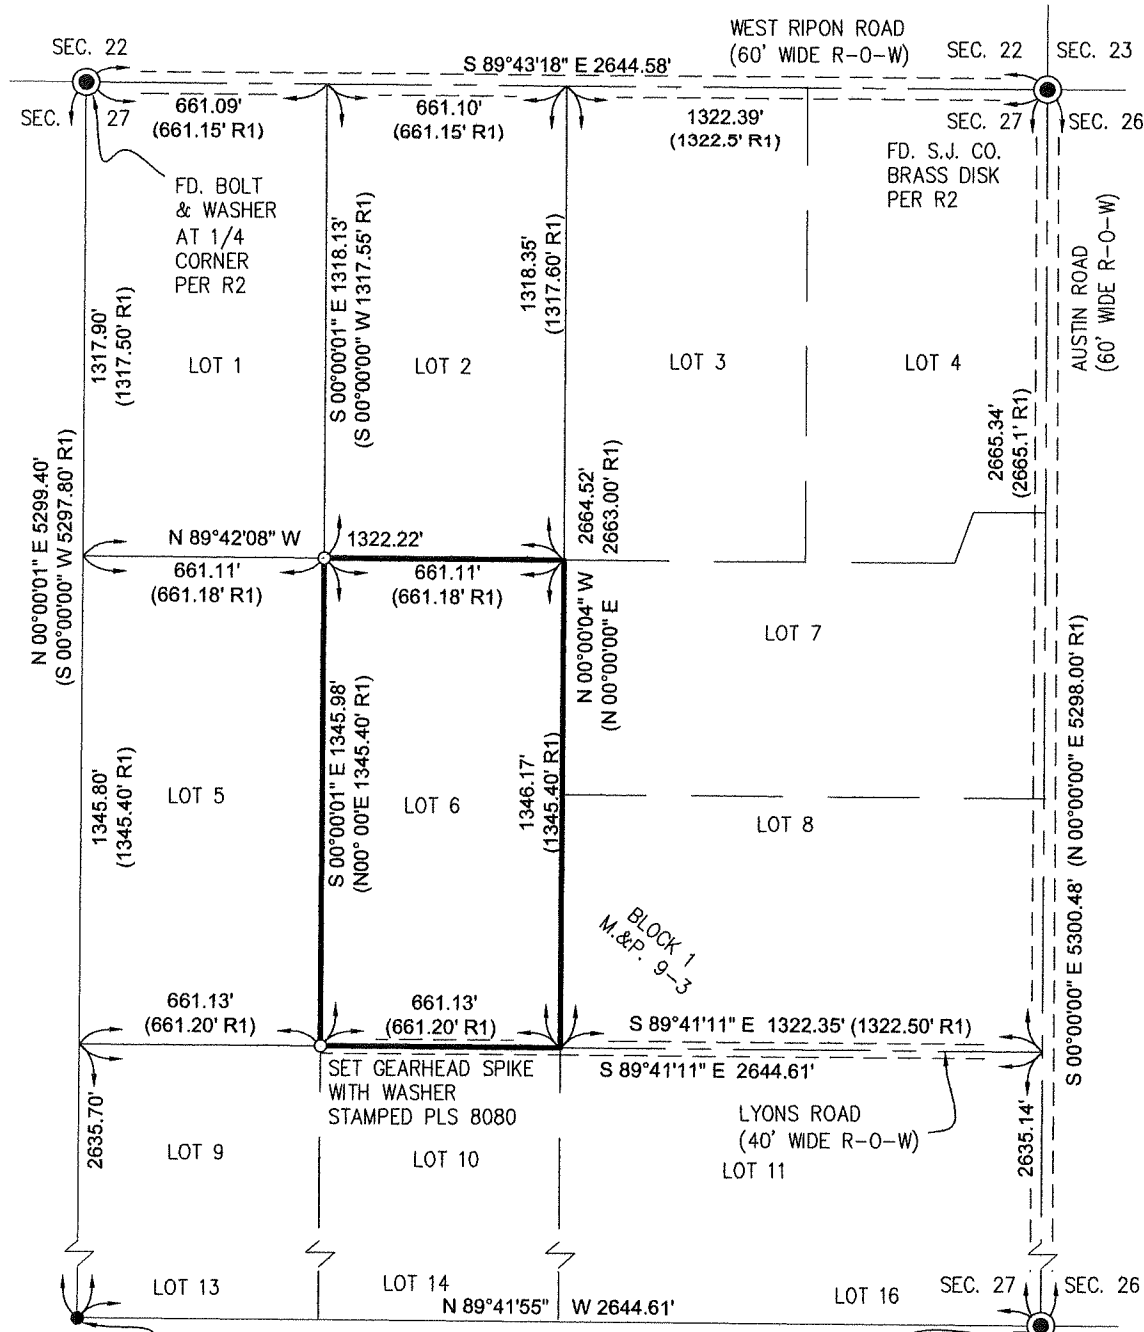 WEST RIPON ROAD
(60' WIDE R-O-W)
SEC. 22
SEC. 22
SEC. 23
S 89°43'18" E 2644.58'
661.09'
(661.15' R1)
661.10'
(661.15' R1)
1322.39'
(1322.5' R1)
SEC. 27
SEC. 27
SEC. 26
FD. BOLT
& WASHER
AT 1/4
CORNER
PER R2
FD. S.J. CO.
BRASS DISK
PER R2
AUSTIN ROAD
(60' WIDE R-O-W)
1317.90'
(1317.50' R1)
S 00°00'01" E 1318.13'
(S 00°00'00" W 1317.55' R1)
1318.35'
(1317.60' R1)
LOT 1
LOT 2
LOT 3
LOT 4
2665.34'
(2665.1' R1)
N 00°00'01" E 5299.40'
(S 00°00'00" W 5297.80' R1)
2664.52'
2663.00' R1)
N 00°00'04" W
(N 00°00'00" E
N 89°42'08" W
1322.22'
661.11'
(661.18' R1)
661.11'
(661.18' R1)
LOT 7
S 00°00'01" E 1345.98'
(N00° 00'E 1345.40' R1)
1345.80'
(1345.40' R1)
1346.17'
(1345.40' R1)
LOT 5
LOT 6
LOT 8
BLOCK 1
M.&P. 9-3
S 00°00'00" E 5300.48' (N 00°00'00" E 5298.00' R1)
661.13'
(661.20' R1)
661.13'
(661.20' R1)
S 89°41'11" E 1322.35' (1322.50' R1)
S 89°41'11" E 2644.61'
SET GEARHEAD SPIKE
WITH WASHER
STAMPED PLS 8080
LYONS ROAD
(40' WIDE R-O-W)
2635.70'
2635.14'
LOT 9
LOT 10
LOT 11
LOT 13
LOT 14
LOT 16
SEC. 27
SEC. 26
N 89°41'55" W 2644.61'